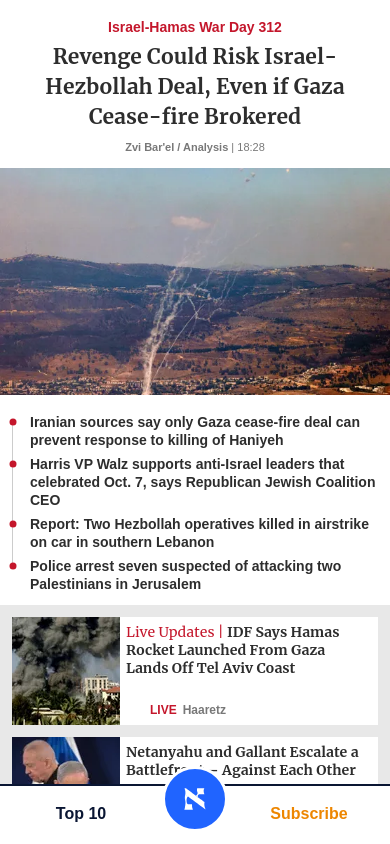 Israel-Hamas War Day 312
Revenge Could Risk Israel-
Hezbollah Deal, Even if Gaza
Cease-fire Brokered
Zvi Bar'el / Analysis | 18:28
Iranian sources say only Gaza cease-fire deal can
prevent response to killing of Haniyeh
Harris VP Walz supports anti-Israel leaders that
celebrated Oct. 7, says Republican Jewish Coalition
CEO
Report: Two Hezbollah operatives killed in airstrike
on car in southern Lebanon
Police arrest seven suspected of attacking two
Palestinians in Jerusalem
Live Updates | IDF Says Hamas
Rocket Launched From Gaza
Lands Off Tel Aviv Coast
LIVE Haaretz
Netanyahu and Gallant Escalate a
Against Each Other
Top 10
Subscribe